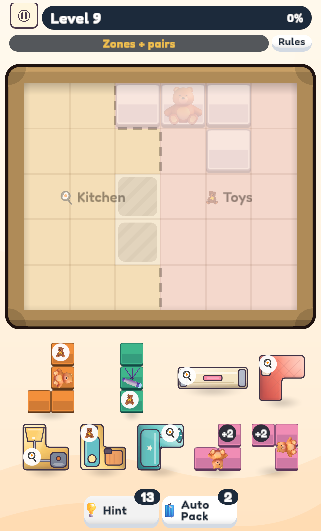 Level 9
0%
Zones + pairs
Rules
Kitchen
Toys
+2
+2
Hint
13
Auto Pack
2